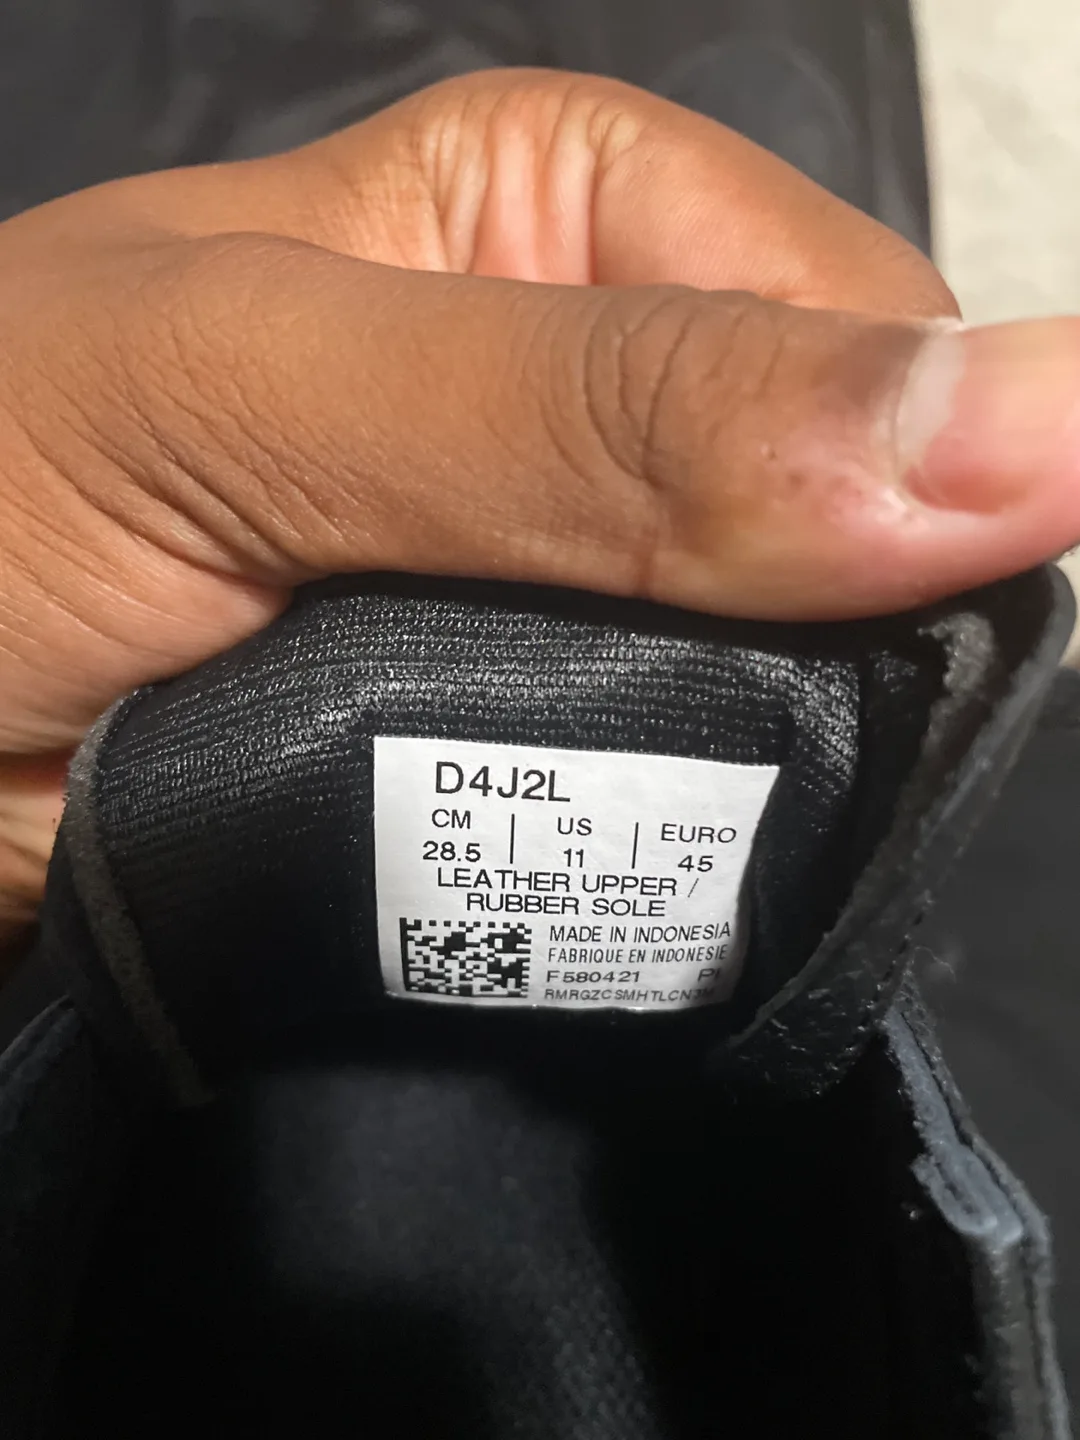 D4J2L
CM | US | EURO
28.5 | 11 | 45
LEATHER UPPER /
RUBBER SOLE
MADE IN INDONESIA
FABRIQUE EN INDONESIE
F580421